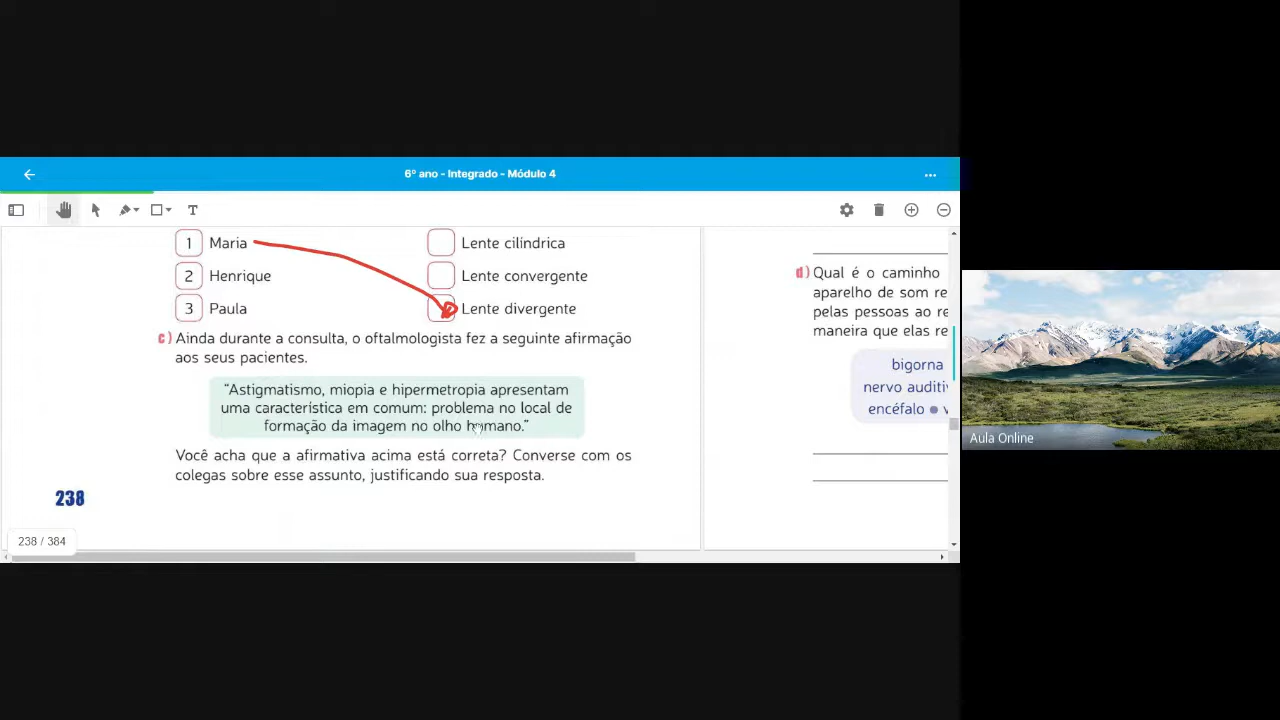 6º ano - Integrado - Módulo 4
T
1 Maria
Lente cilíndrica
2 Henrique
Lente convergente
3 Paula
Lente divergente
c) Ainda durante a consulta, o oftalmologista fez a seguinte afirmação
aos seus pacientes.
"Astigmatismo, miopia e hipermetropia apresentam
uma característica em comum: problema no local de
formação da imagem no olho humano."
Você acha que a afirmativa acima está correta? Converse com os
colegas sobre esse assunto, justificando sua resposta.
238
238 / 384
d) Qual é o caminho
aparelho de som re
pelas pessoas ao re
maneira que elas re
bigorna
nervo auditi
encéfalo ● v
Aula Online